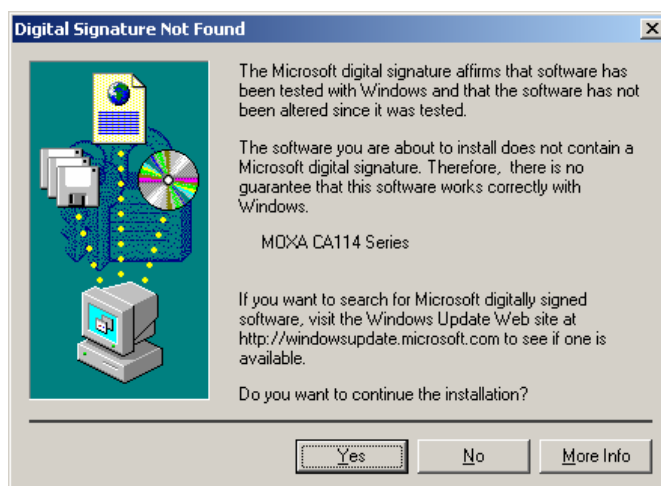 Digital Signature Not Found
The Microsoft digital signature affirms that software has
been tested with Windows and that the software has not
been altered since it was tested.
The software you are about to install does not contain a
Microsoft digital signature. Therefore, there is no
guarantee that this software works correctly with
Windows.
MOXA CA114 Series
If you want to search for Microsoft digitally signed
software, visit the Windows Update Web site at
http://windowsupdate.microsoft.com to see if one is
available.
Do you want to continue the installation?
Yes No More Info